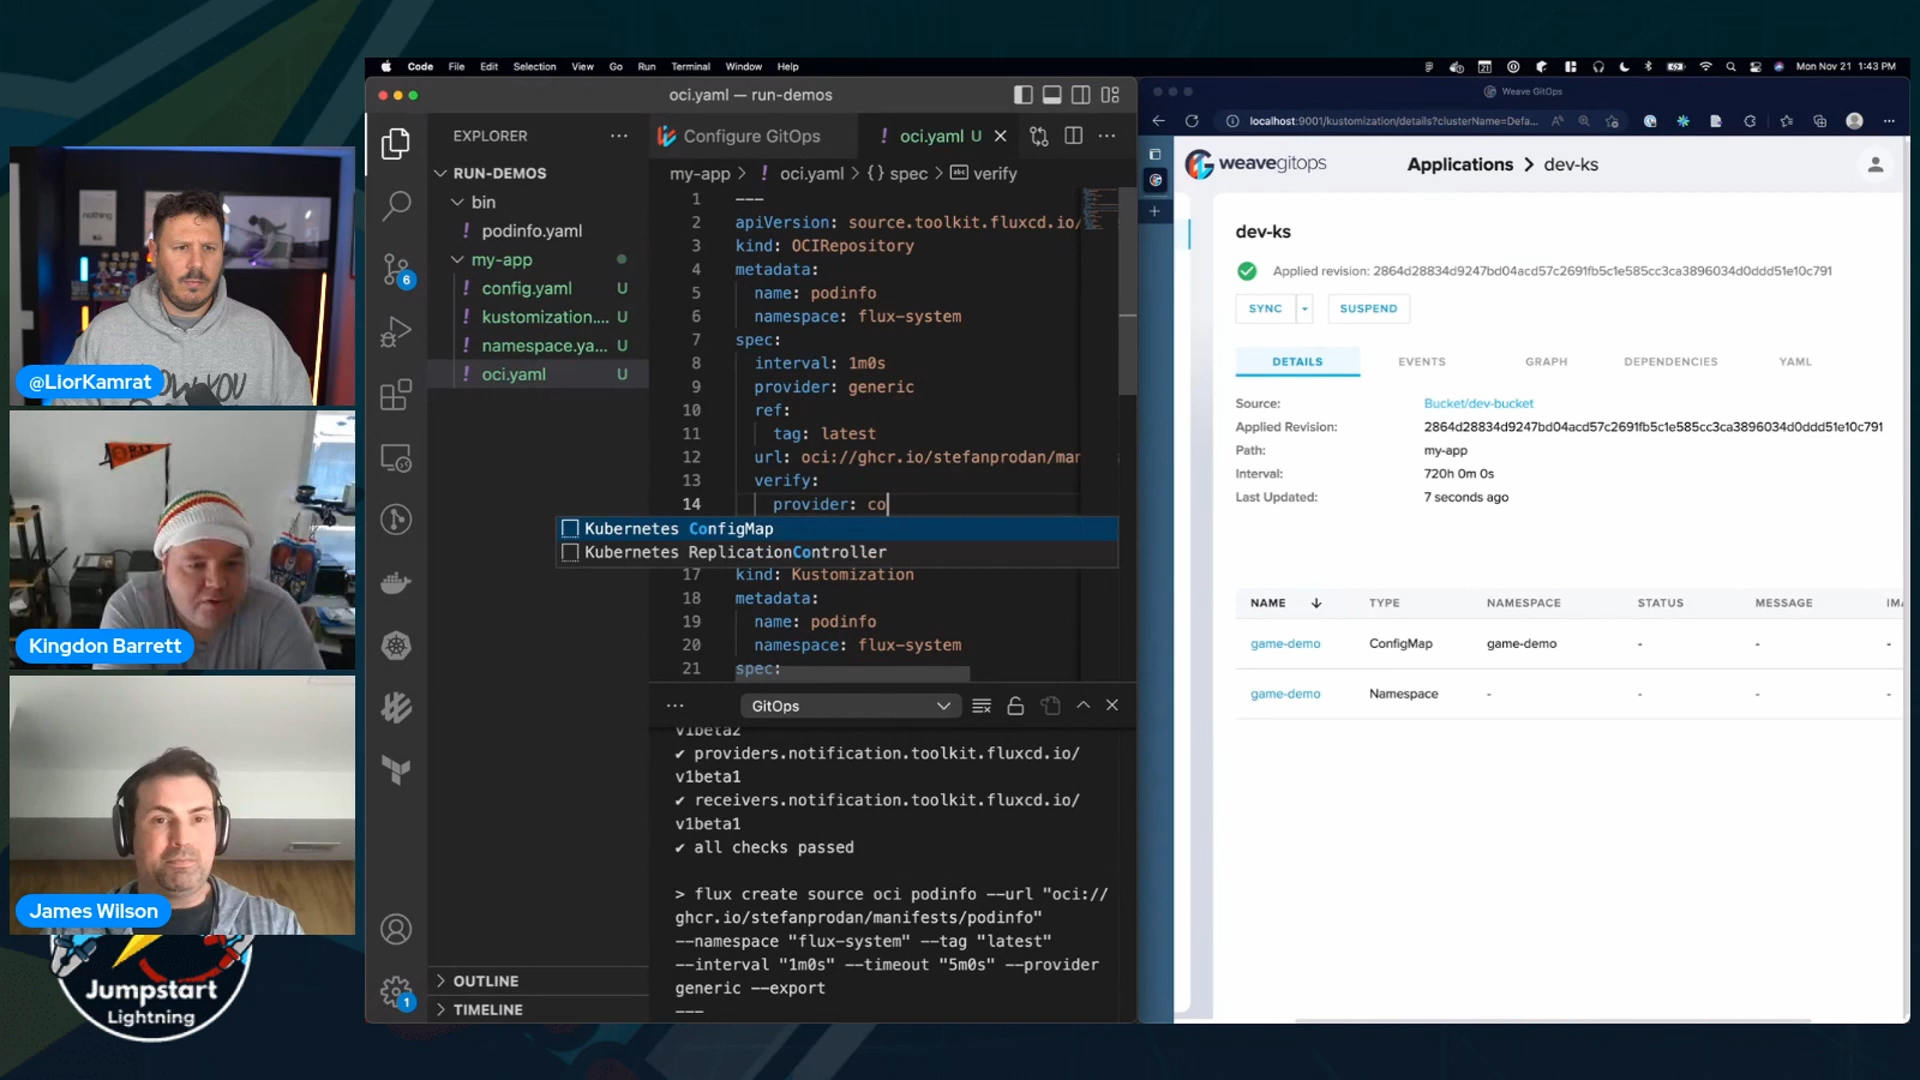 Code File Edit Selection View Go Run Terminal Window Help
Mon Nov 21 1:43 PM
oci.yaml — run-demos
EXPLORER
RUN-DEMOS
bin
podinfo.yaml
my-app
config.yaml U
kustomization.... U
namespace.ya... U
oci.yaml U
OUTLINE
TIMELINE
6
1
Configure GitOps
oci.yaml U
my-app > oci.yaml > {} spec > verify
1 ---
2 apiVersion: source.toolkit.fluxcd.io/
3 kind: OCIRepository
4 metadata:
5 name: podinfo
6 namespace: flux-system
7 spec:
8 interval: 1m0s
9 provider: generic
10 ref:
11 tag: latest
12 url: oci://ghcr.io/stefanprodan/man
13 verify:
14 provider: co
Kubernetes ConfigMap
Kubernetes ReplicationController
17 kind: Kustomization
18 metadata:
19 name: podinfo
20 namespace: flux-system
21 spec:
GitOps
v1beta2
✔ providers.notification.toolkit.fluxcd.io/
v1beta1
✔ receivers.notification.toolkit.fluxcd.io/
v1beta1
✔ all checks passed
> flux create source oci podinfo --url "oci://
ghcr.io/stefanprodan/manifests/podinfo"
--namespace "flux-system" --tag "latest"
--interval "1m0s" --timeout "5m0s" --provider
generic --export
---
Weave GitOps
localhost:9001/kustomization/details?clusterName=Defa...
weavegitops
Applications > dev-ks
dev-ks
Applied revision: 2864d28834d9247bd04acd57c2691fb5c1e585cc3ca3896034d0ddd51e10c791
SYNC
SUSPEND
DETAILS EVENTS GRAPH DEPENDENCIES YAML
Source: Bucket/dev-bucket
Applied Revision: 2864d28834d9247bd04acd57c2691fb5c1e585cc3ca3896034d0ddd51e10c791
Path: my-app
Interval: 720h 0m 0s
Last Updated: 7 seconds ago
NAME TYPE NAMESPACE STATUS MESSAGE IMA
game-demo ConfigMap game-demo - - -
game-demo Namespace - - - -
@LiorKamrat
Kingdon Barrett
James Wilson
Jumpstart
Lightning
nothing